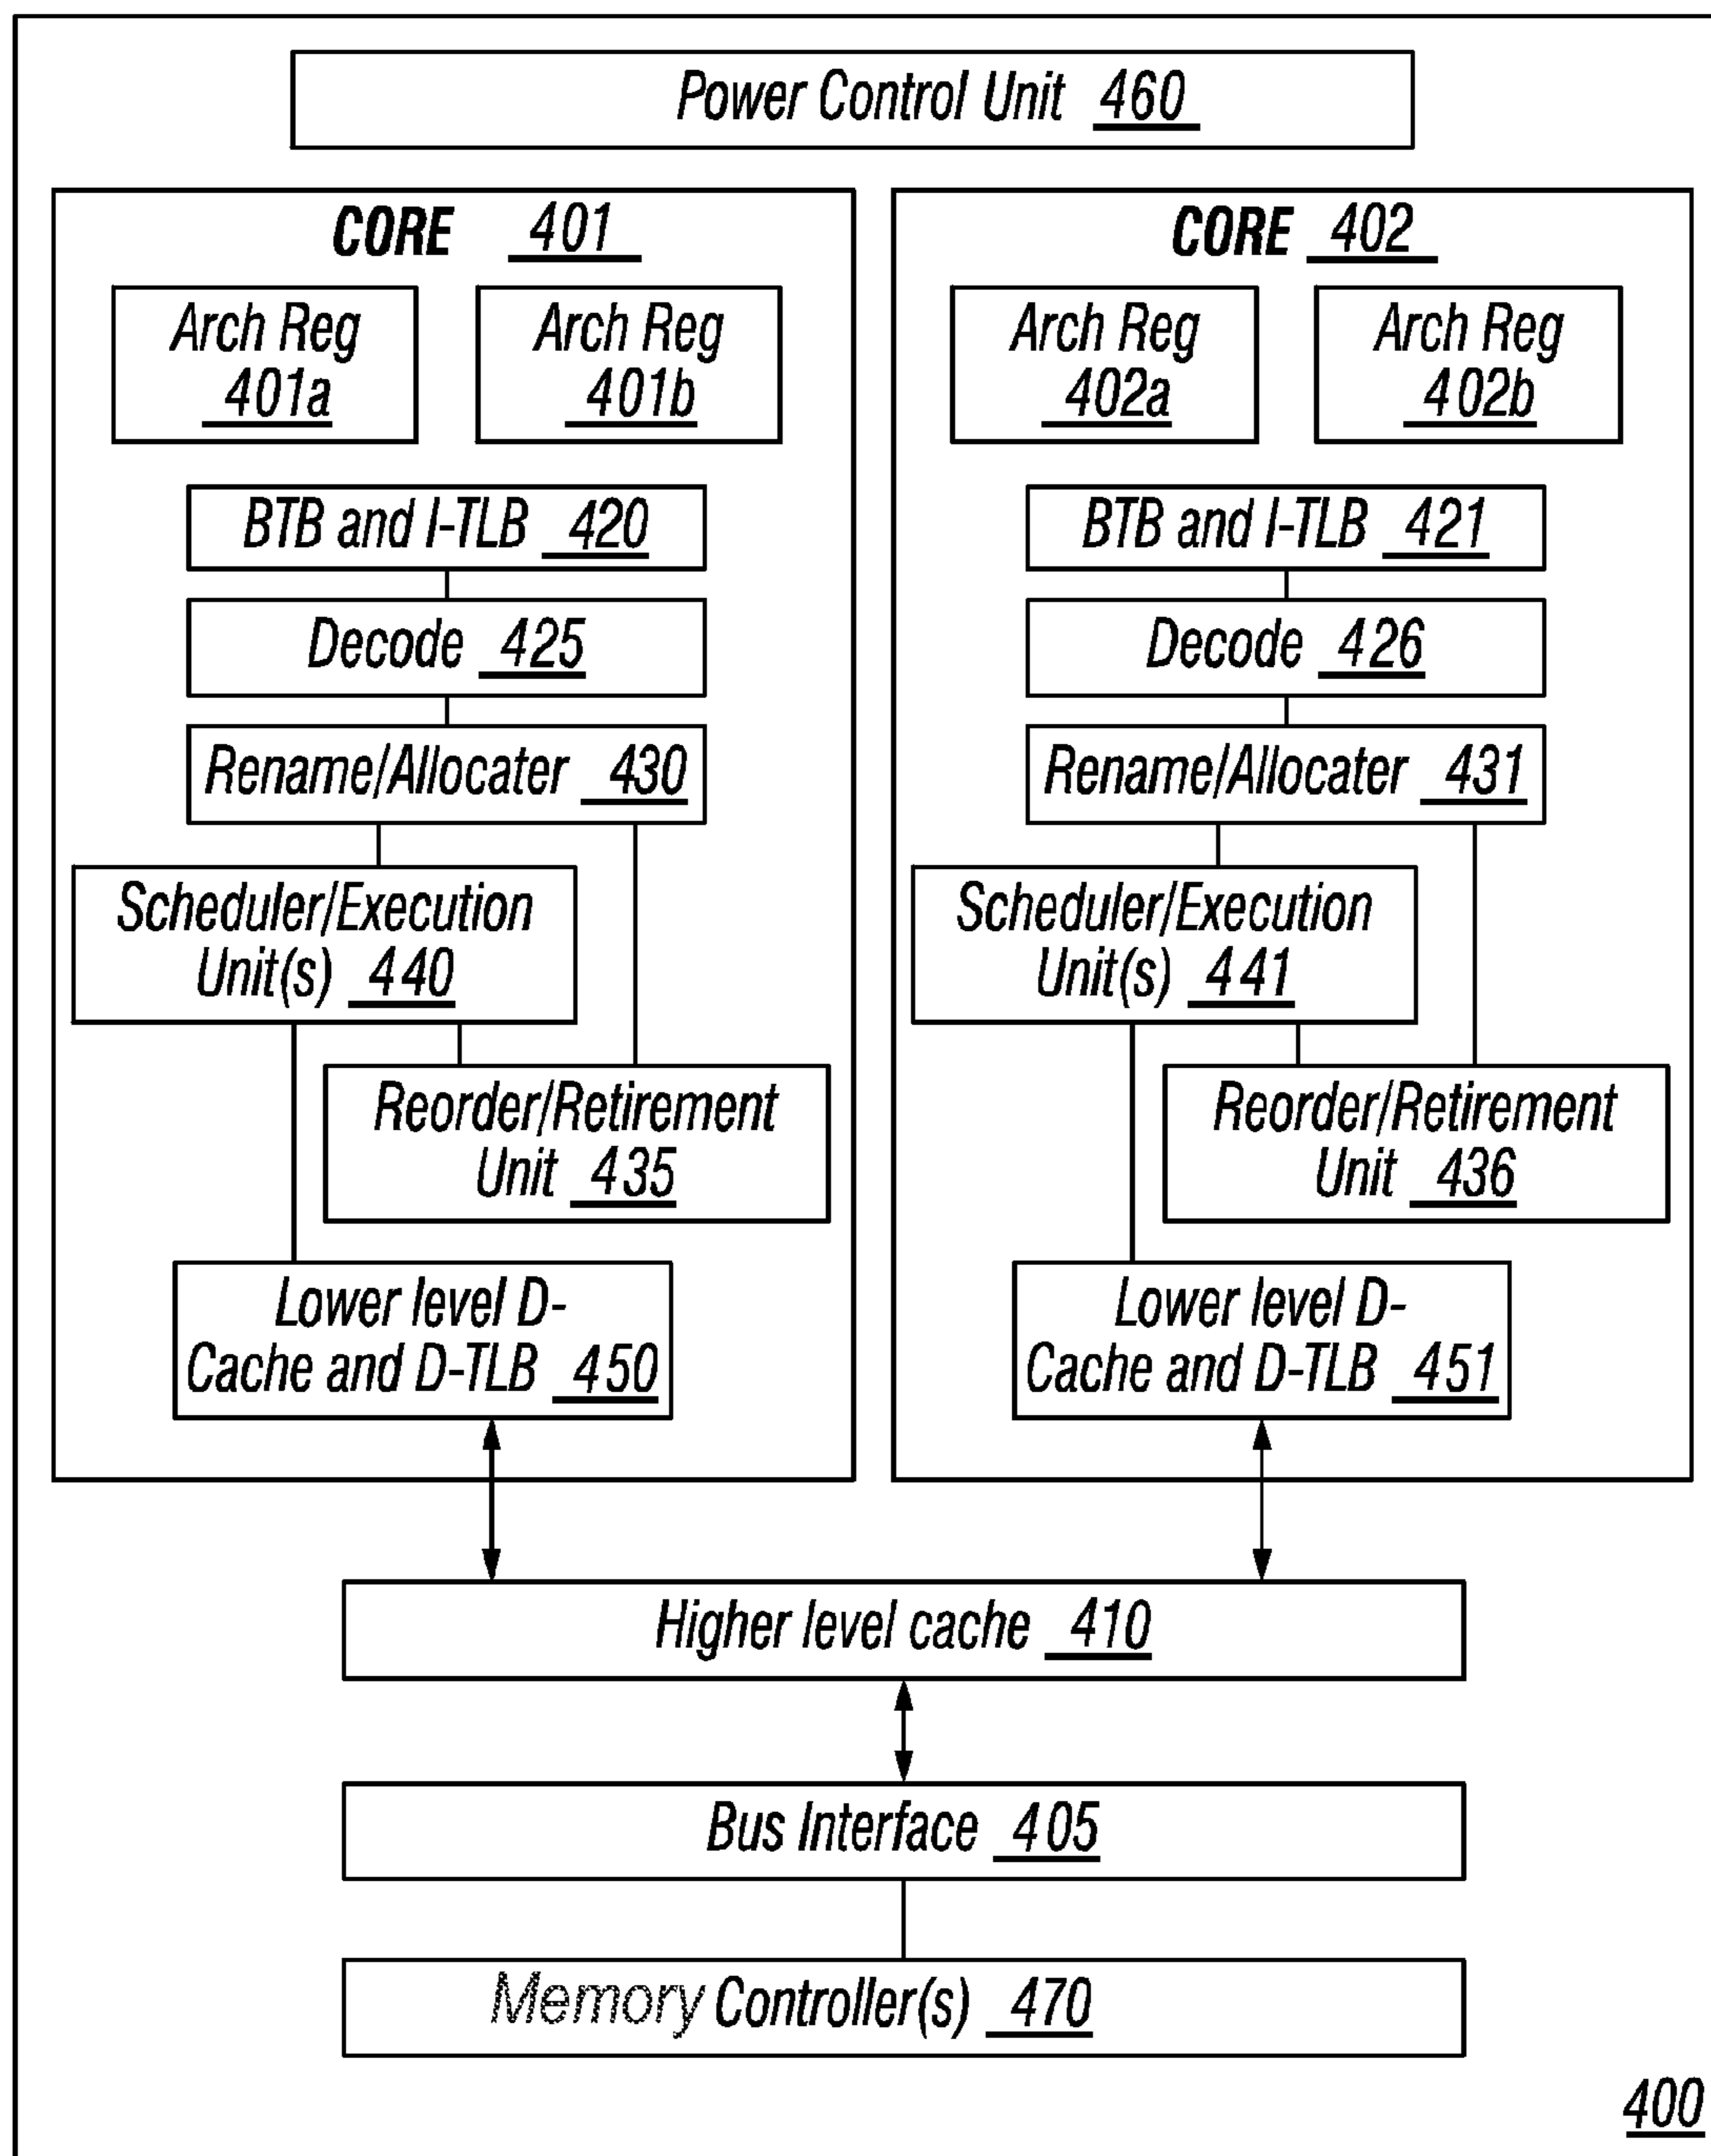 Power Control Unit 460
CORE 401
Arch Reg
401a
Arch Reg
401b
BTB and I-TLB 420
Decode 425
Rename/Allocater 430
Scheduler/Execution
Unit(s) 440
Reorder/Retirement
Unit 435
Lower level D-
Cache and D-TLB 450
CORE 402
Arch Reg
402a
Arch Reg
402b
BTB and I-TLB 421
Decode 426
Rename/Allocater 431
Scheduler/Execution
Unit(s) 441
Reorder/Retirement
Unit 436
Lower level D-
Cache and D-TLB 451
Higher level cache 410
Bus Interface 405
Memory Controller(s) 470
400